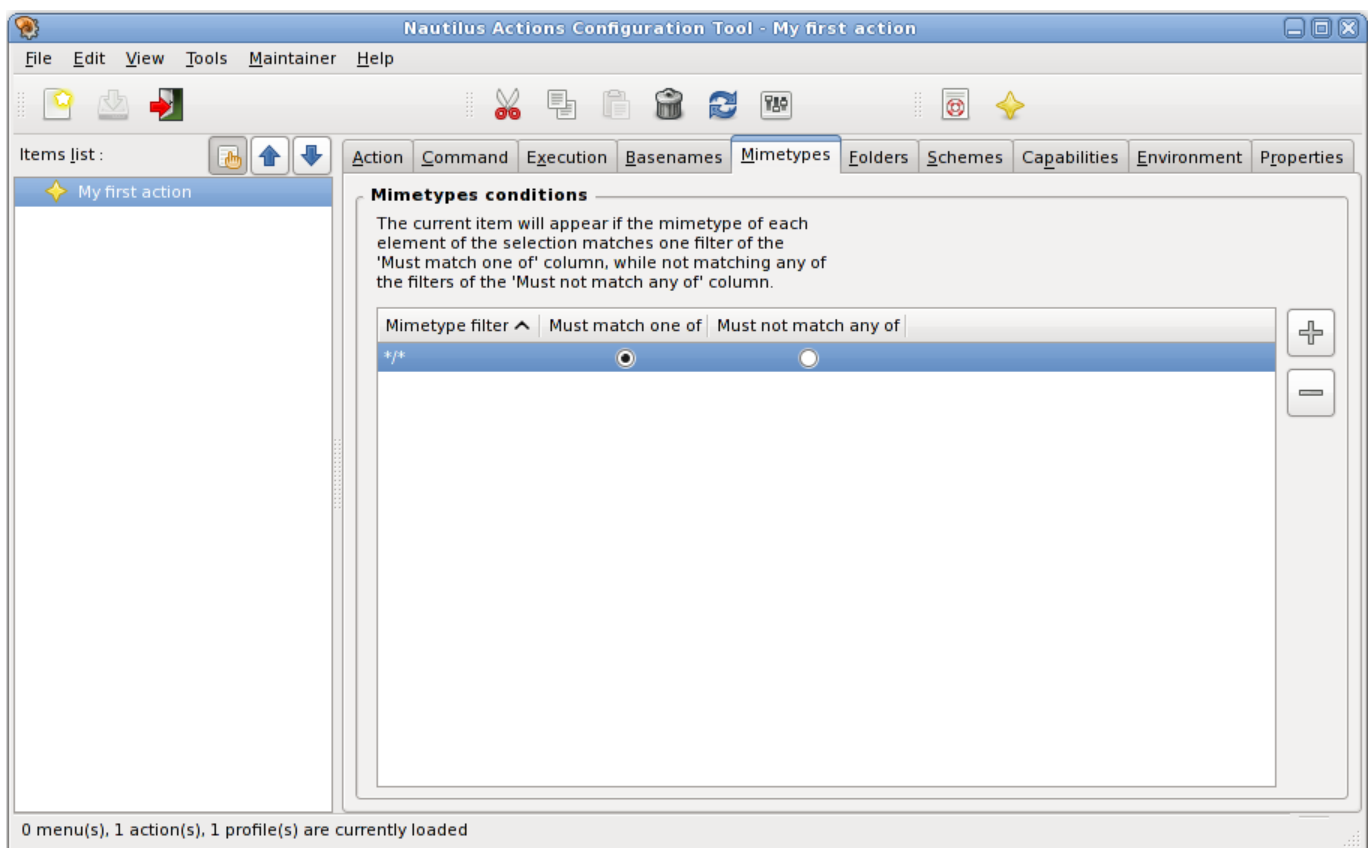 Nautilus Actions Configuration Tool - My first action
File Edit View Tools Maintainer Help
Items list :
Action Command Execution Basenames Mimetypes Folders Schemes Capabilities Environment Properties
My first action
Mimetypes conditions
The current item will appear if the mimetype of each
element of the selection matches one filter of the
'Must match one of' column, while not matching any of
the filters of the 'Must not match any of' column.
Mimetype filter Must match one of Must not match any of
*/*
0 menu(s), 1 action(s), 1 profile(s) are currently loaded